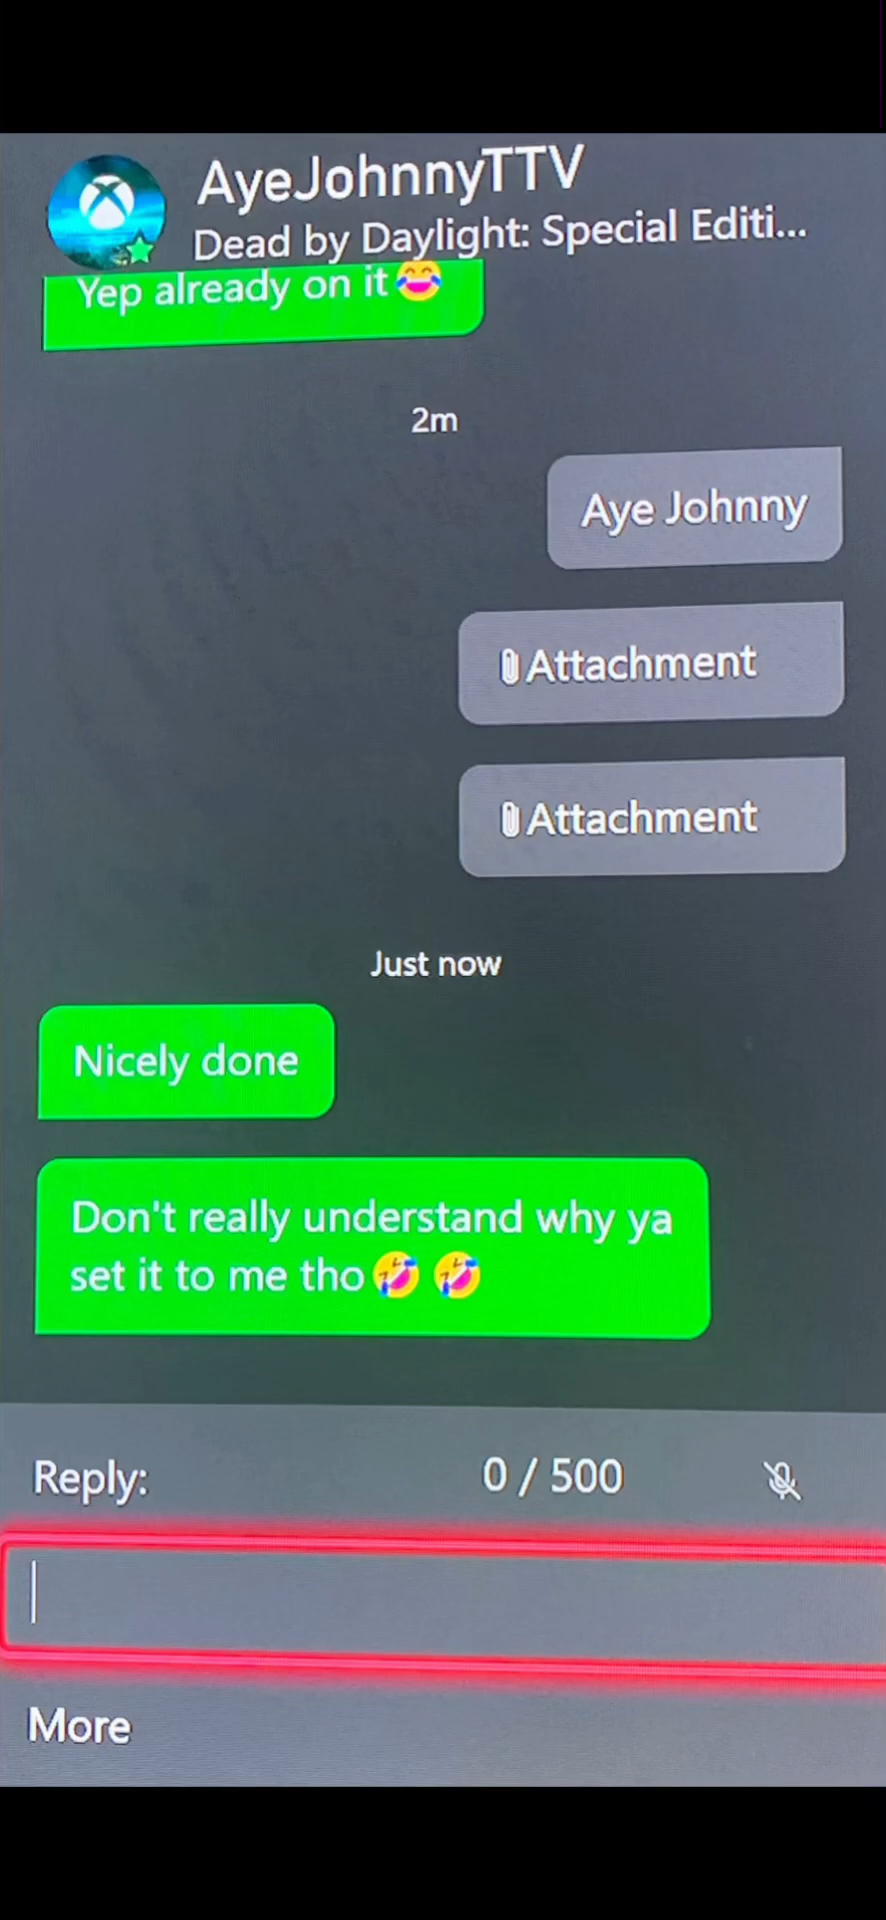 AyeJohnnyTTV
Dead by Daylight: Special Editi...
Yep already on it😂
2m
Aye Johnny
Attachment
Attachment
Just now
Nicely done
Don't really understand why ya
set it to me tho🤣 🤣
Reply:
0 / 500
More